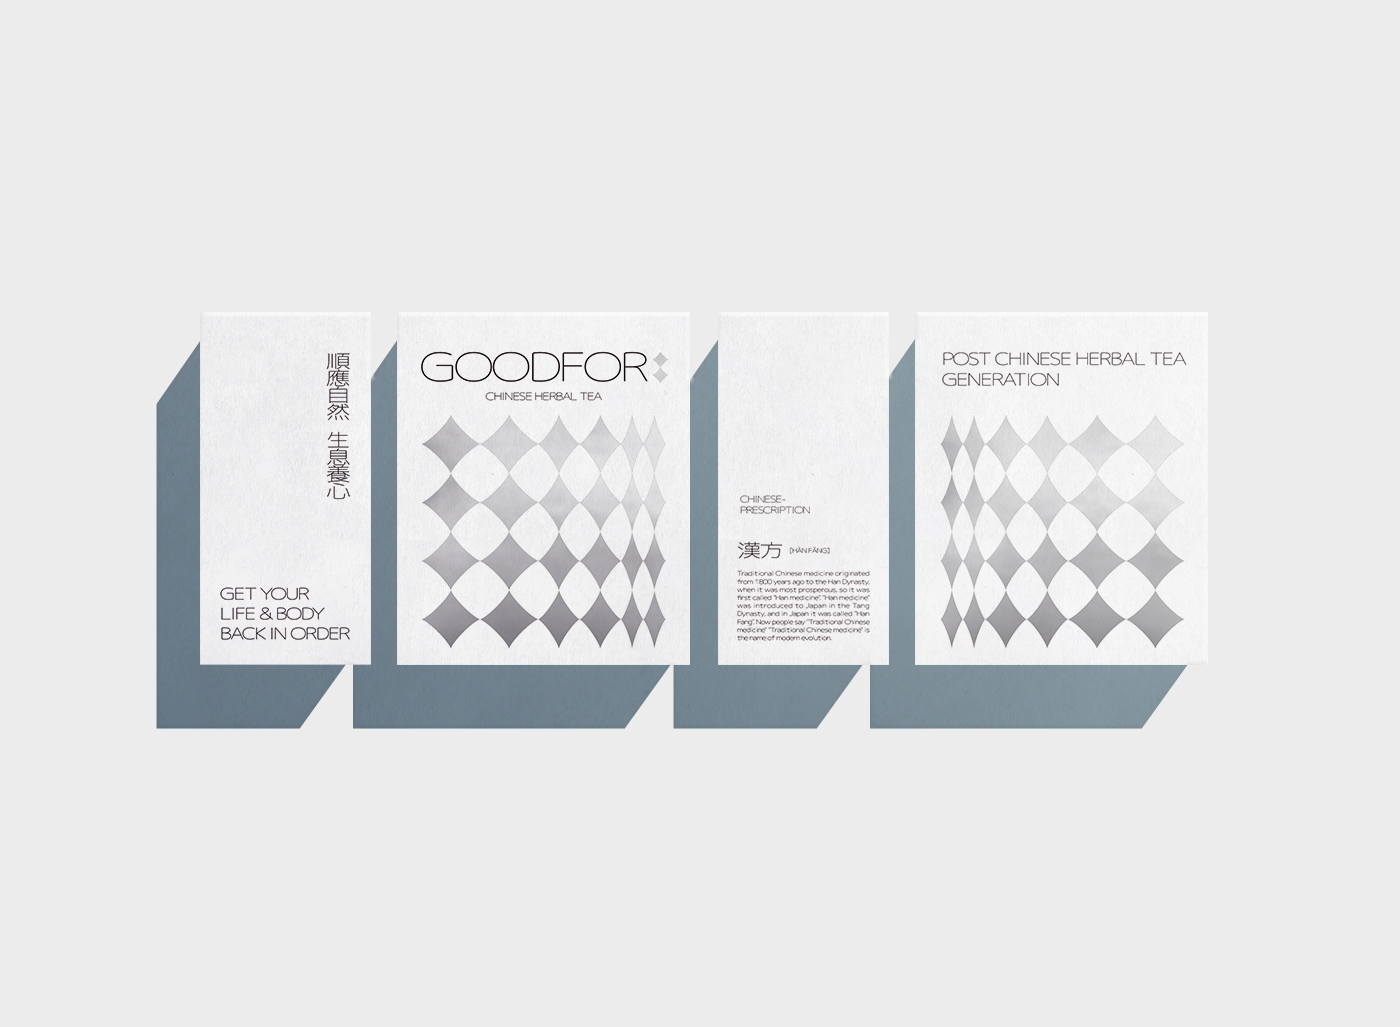 順應自然 生息養心
GET YOUR
LIFE & BODY
BACK IN ORDER
GOODFOR
CHINESE HERBAL TEA
CHINESE-
PRESCRIPTION
漢方 [HÀN FĀNG]
Traditional Chinese medicine originated
from 1800 years ago to the Han Dynasty,
when it was most prosperous, so it was
first called "Han medicine". "Han medicine"
was introduced to Japan in the Tang
Dynasty, and in Japan it was called "Han
Fang". Now people say "Traditional Chinese
medicine" "Traditional Chinese medicine" is
the name of modern evolution.
POST CHINESE HERBAL TEA
GENERATION